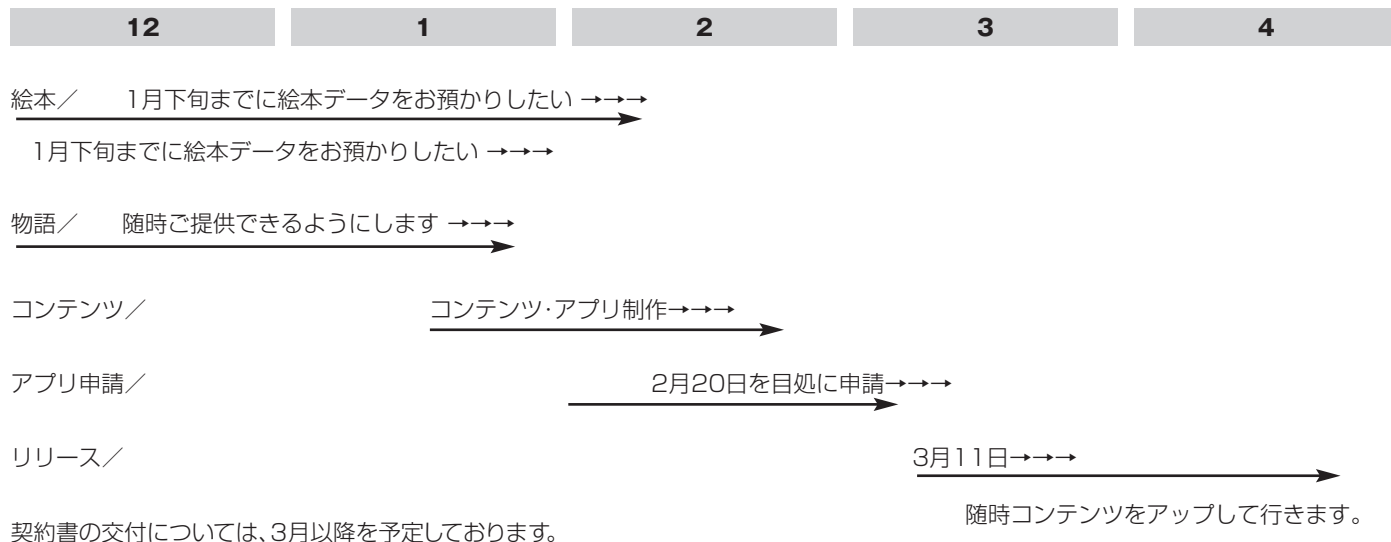 12 1 2 3 4
絵本／ 1月下旬までに絵本データをお預かりしたい →→→
1月下旬までに絵本データをお預かりしたい →→→
物語／ 随時ご提供できるようにします →→→
コンテンツ／ コンテンツ・アプリ制作→→→
アプリ申請／ 2月20日を目処に申請→→→
リリース／ 3月11日→→→
随時コンテンツをアップして行きます。
契約書の交付については、3月以降を予定しております。